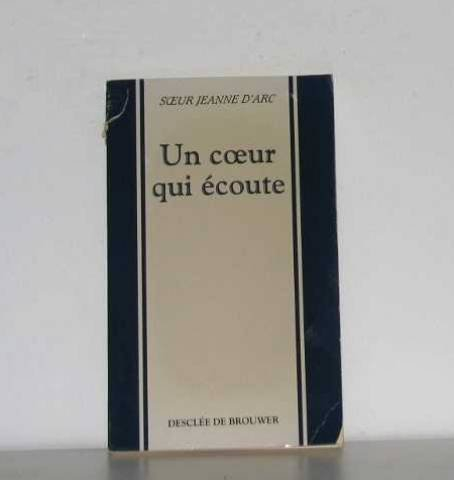 SŒUR JEANNE D'ARC
Un cœur
qui écoute
DESCLÉE DE BROUWER